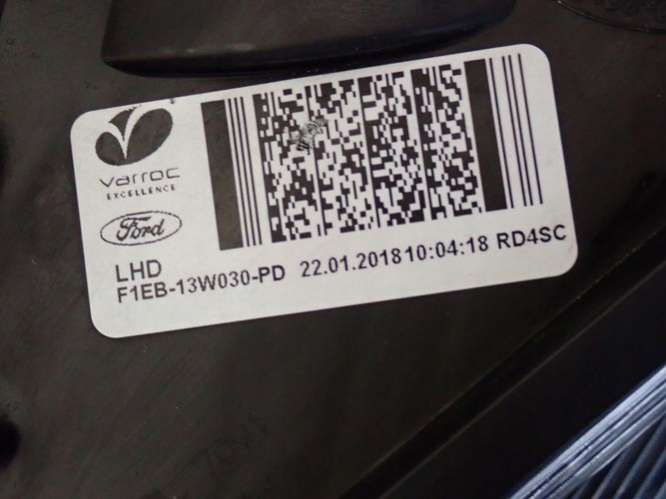 varroc
EXCELLENCE
Ford
LHD
F1EB-13W030-PD 22.01.2018 10:04:18 RD4SC